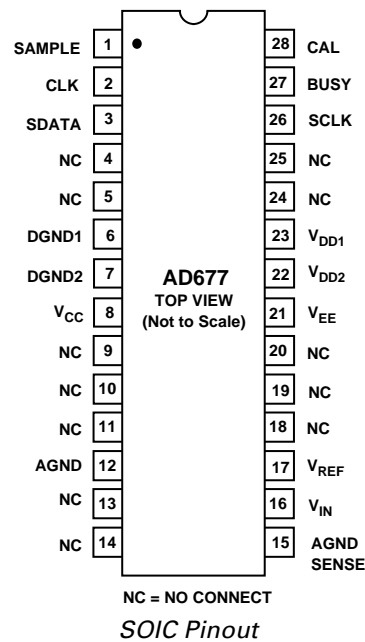 SAMPLE 1 28 CAL
CLK 2 27 BUSY
SDATA 3 26 SCLK
NC 4 25 NC
NC 5 24 NC
DGND1 6 23 VDD1
DGND2 7 22 VDD2
AD677
TOP VIEW
(Not to Scale)
VCC 8 21 VEE
NC 9 20 NC
NC 10 19 NC
NC 11 18 NC
AGND 12 17 VREF
NC 13 16 VIN
NC 14 15 AGND
SENSE
NC = NO CONNECT
SOIC Pinout